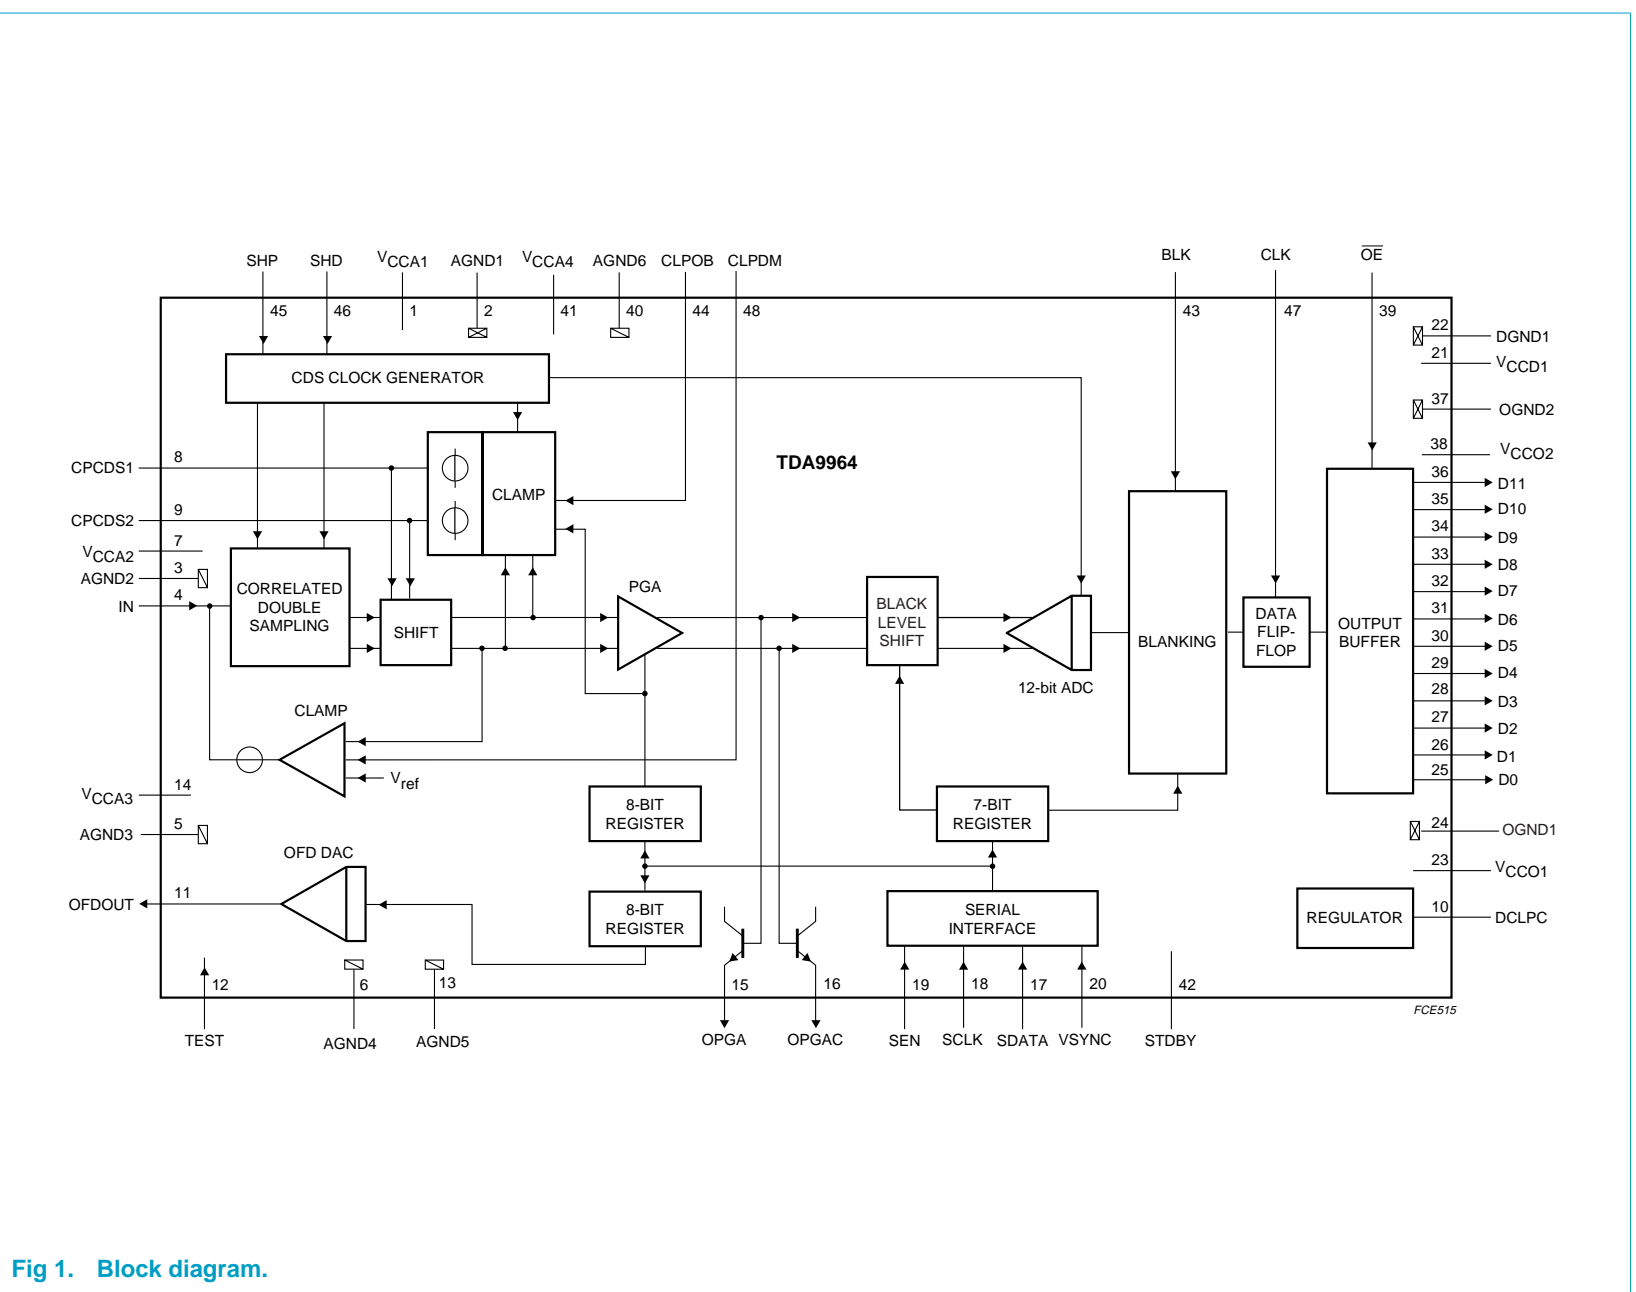 SHP SHD VCCA1 AGND1 VCCA4 AGND6 CLPOB CLPDM BLK CLK OE
45 46 1 2 41 40 44 48 43 47 39
22 DGND1
21 VCCD1
CDS CLOCK GENERATOR
37 OGND2
38 VCCO2
CPCDS1 8
TDA9964
CLAMP
CPCDS2 9
VCCA2 7
AGND2 3
IN 4
CORRELATED
DOUBLE
SAMPLING
SHIFT
PGA
BLACK
LEVEL
SHIFT
12-bit ADC
BLANKING
DATA
FLIP-
FLOP
OUTPUT
BUFFER
36 D11
35 D10
34 D9
33 D8
32 D7
31 D6
30 D5
29 D4
28 D3
27 D2
26 D1
25 D0
CLAMP
Vref
VCCA3 14
AGND3 5
8-BIT
REGISTER
7-BIT
REGISTER
24 OGND1
23 VCCO1
OFD DAC
OFDOUT 11
8-BIT
REGISTER
SERIAL
INTERFACE
REGULATOR
10 DCLPC
12 6 13 15 16 19 18 17 20 42
TEST AGND4 AGND5 OPGA OPGAC SEN SCLK SDATA VSYNC STDBY
FCE515
Fig 1. Block diagram.